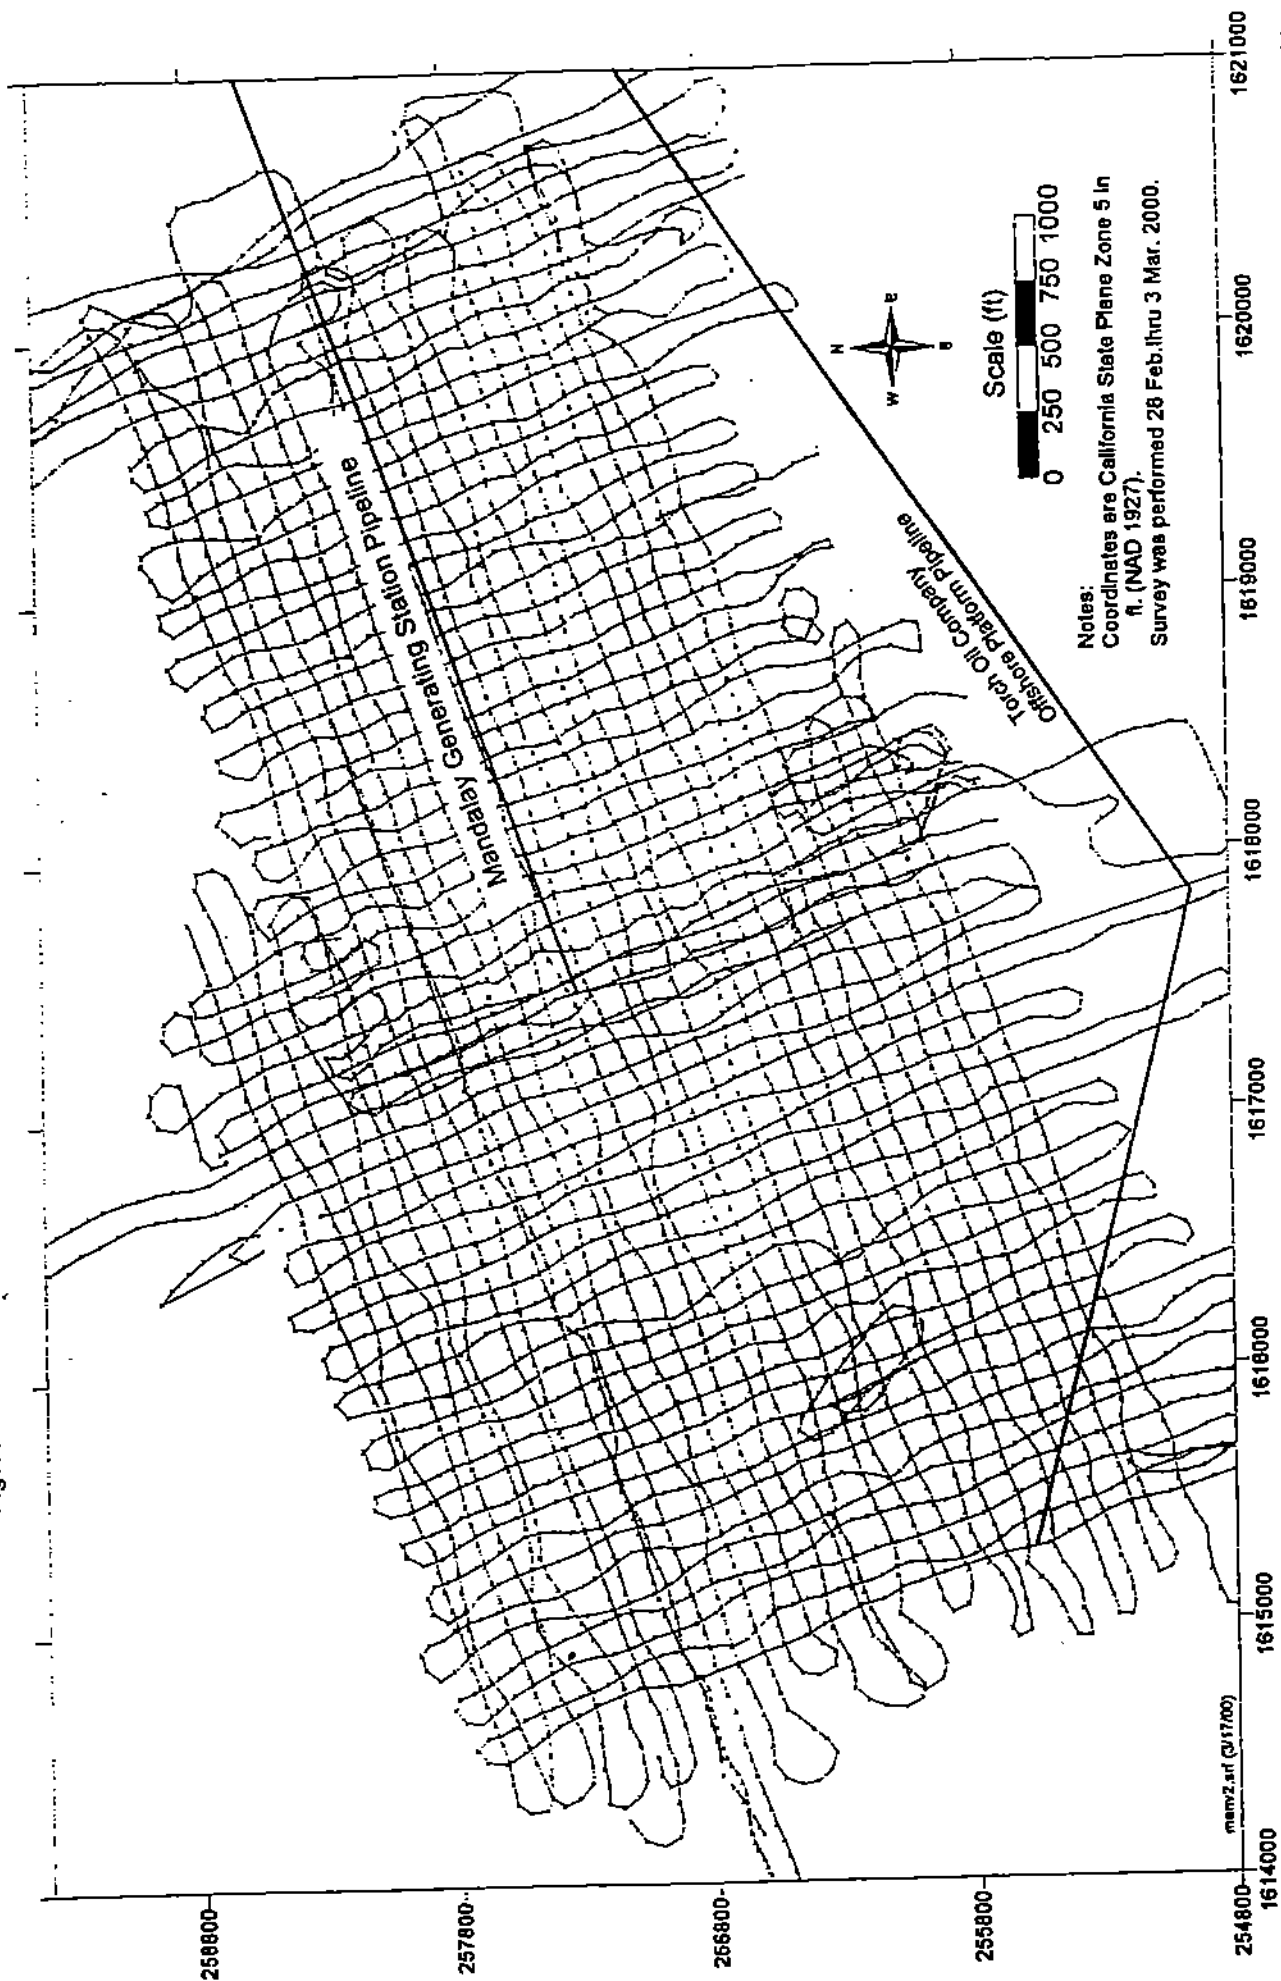 258800
257800
256800
255800
254800
1614000
1615000
1616000
1617000
1618000
1619000
1620000
1621000
Mandalay Generating Station Pipeline
Torch Oil Company
Offshore Platform Pipeline
N
W
E
S
Scale (ft)
0 250 500 750 1000
Notes:
Coordinates are California State Plane Zone 5 in
ft. (NAD 1927).
Survey was performed 28 Feb. thru 3 Mar. 2000.
manv2.srf (3/17/00)